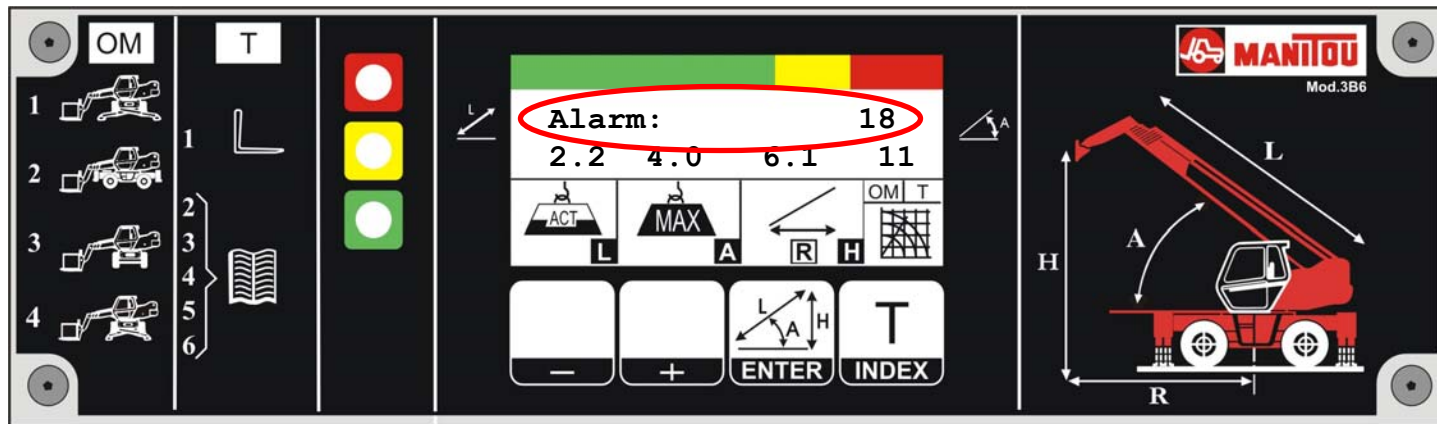 OM
1
2
3
4
T
1
2
3
4
5
6
L
Alarm: 18
2.2 4.0 6.1 11
A
ACT
L
MAX
A
R H
OM T
−
+
L A H
ENTER
T
INDEX
MANITOU
Mod.3B6
L
A
H
R